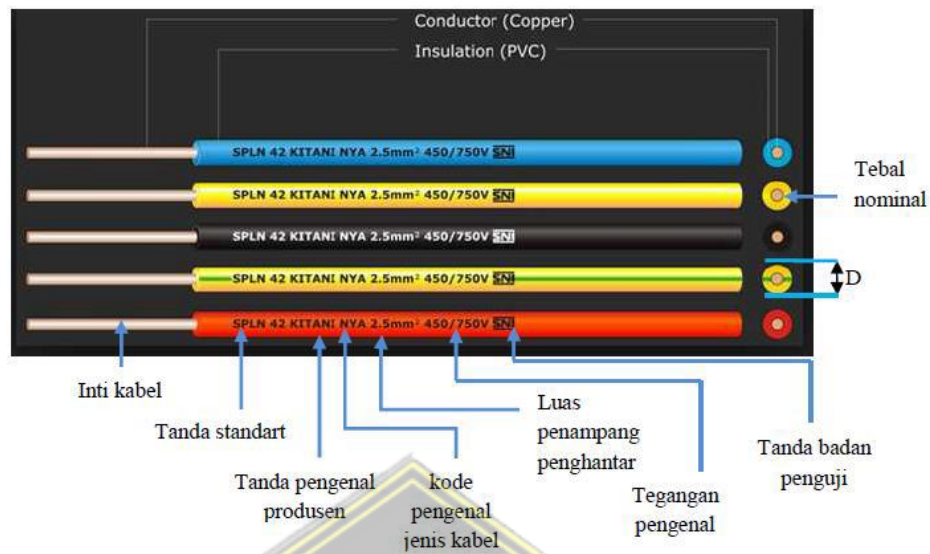 Conductor (Copper)
Insulation (PVC)
SPLN 42 KITANI NYA 2.5mm² 450/750V SNI
SPLN 42 KITANI NYA 2.5mm² 450/750V SNI
Tebal
nominal
SPLN 42 KITANI NYA 2.5mm² 450/750V SNI
SPLN 42 KITANI NYA 2.5mm² 450/750V SNI
D
SPLN 42 KITANI NYA 2.5mm² 450/750V SNI
Inti kabel
Tanda standart
Tanda pengenal
produsen
kode
pengenal
jenis kabel
Luas
penampang
penghantar
Tegangan
pengenal
Tanda badan
penguji